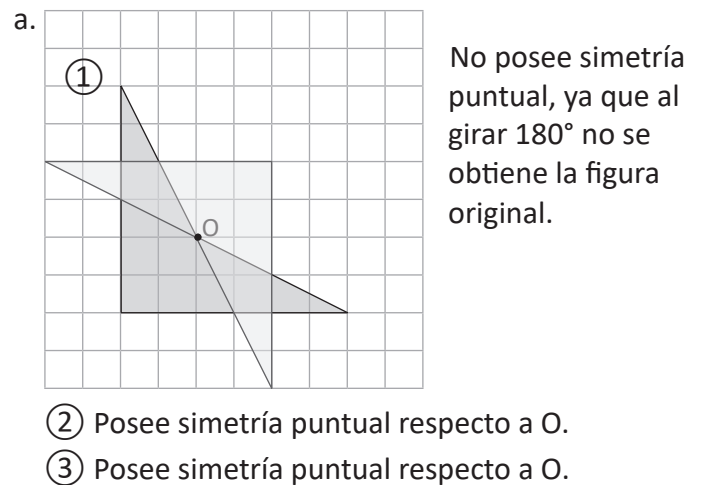 a.
①
O
No posee simetría
puntual, ya que al
girar 180° no se
obtiene la figura
original.
② Posee simetría puntual respecto a O.
③ Posee simetría puntual respecto a O.